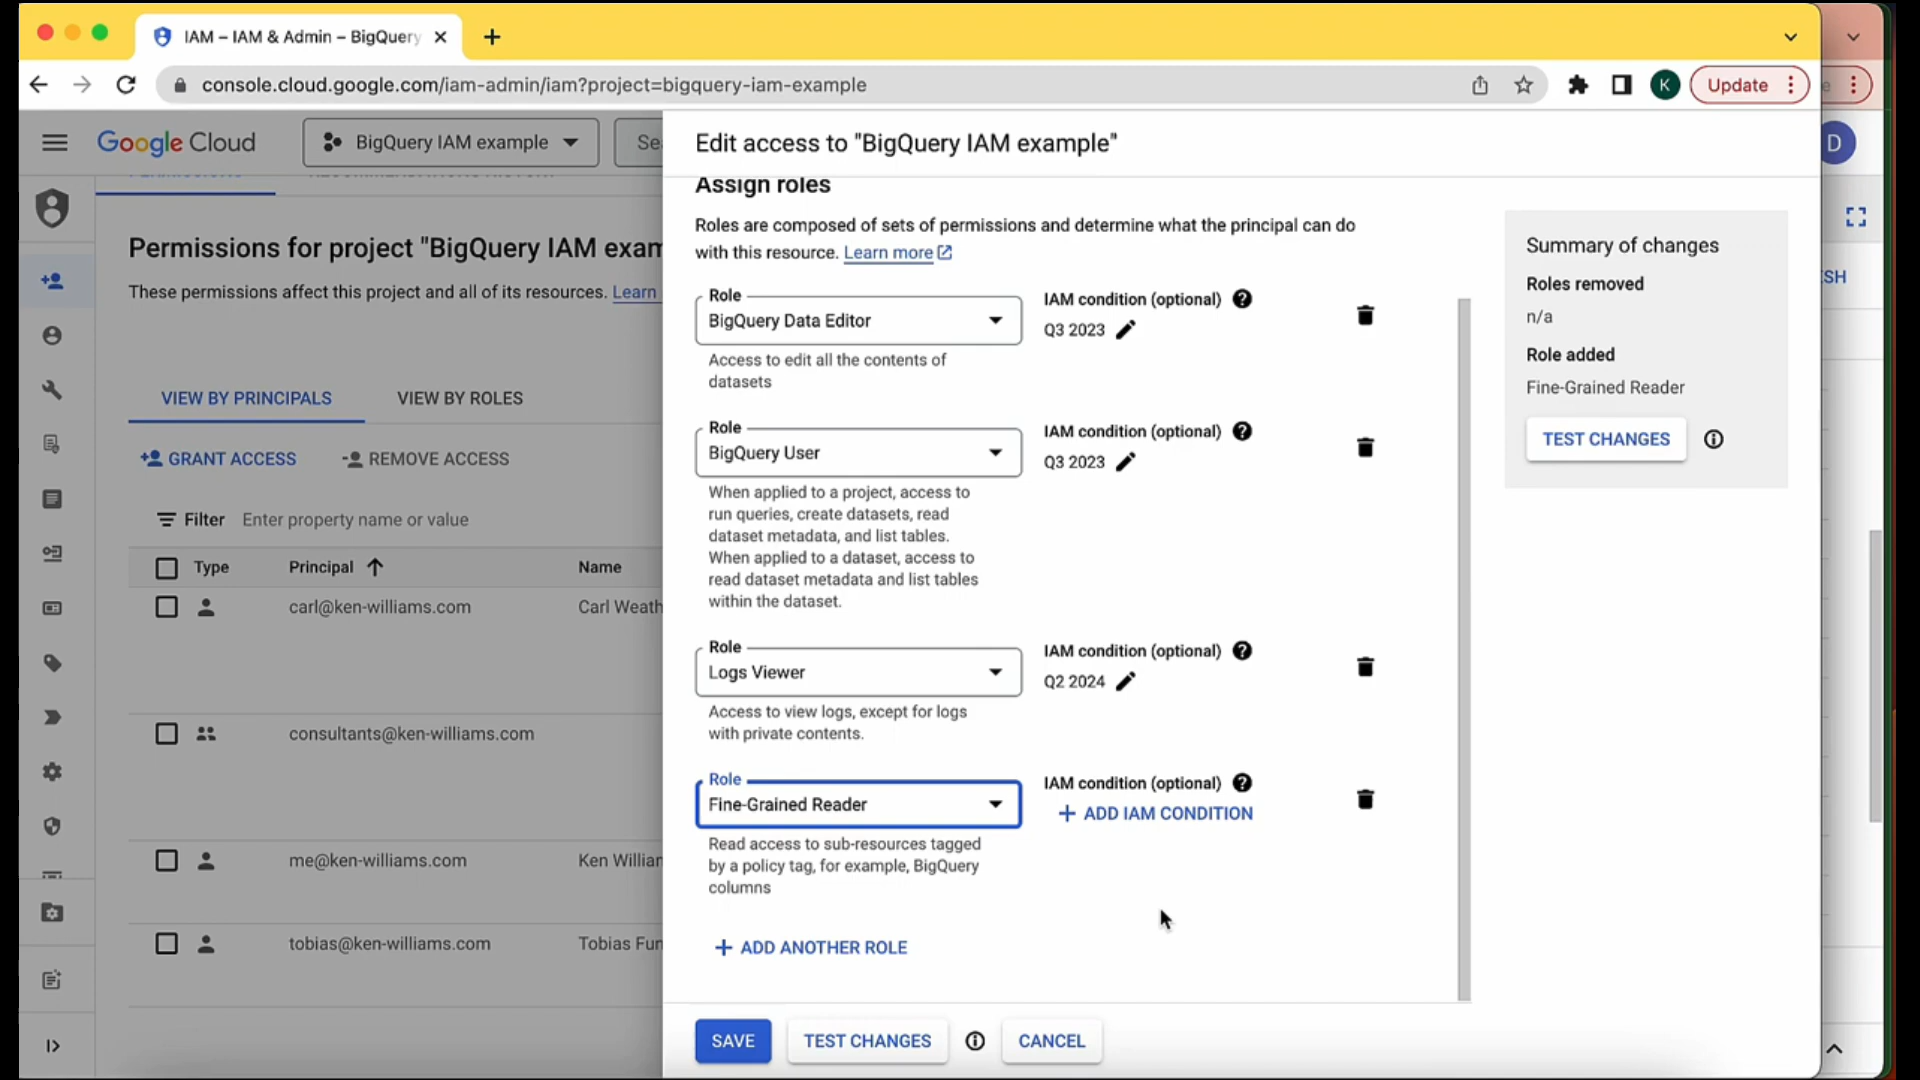 IAM – IAM & Admin – BigQuery
console.cloud.google.com/iam-admin/iam?project=bigquery-iam-example
K
Update
Google Cloud
BigQuery IAM example
Se
D
PERMISSIONS
RECOMMENDATIONS HISTORY
Permissions for project "BigQuery IAM exam
These permissions affect this project and all of its resources. Learn
VIEW BY PRINCIPALS
VIEW BY ROLES
GRANT ACCESS
REMOVE ACCESS
Filter
Enter property name or value
Type
Principal
Name
carl@ken-williams.com
Carl Weath
consultants@ken-williams.com
me@ken-williams.com
Ken William
tobias@ken-williams.com
Tobias Fun
Edit access to "BigQuery IAM example"
Assign roles
Roles are composed of sets of permissions and determine what the principal can do
with this resource. Learn more
Role
BigQuery Data Editor
Access to edit all the contents of
datasets
IAM condition (optional)
Q3 2023
Role
BigQuery User
When applied to a project, access to
run queries, create datasets, read
dataset metadata, and list tables.
When applied to a dataset, access to
read dataset metadata and list tables
within the dataset.
IAM condition (optional)
Q3 2023
Role
Logs Viewer
Access to view logs, except for logs
with private contents.
IAM condition (optional)
Q2 2024
Role
Fine-Grained Reader
Read access to sub-resources tagged
by a policy tag, for example, BigQuery
columns
IAM condition (optional)
ADD IAM CONDITION
ADD ANOTHER ROLE
SAVE
TEST CHANGES
CANCEL
Summary of changes
Roles removed
n/a
Role added
Fine-Grained Reader
TEST CHANGES
SH